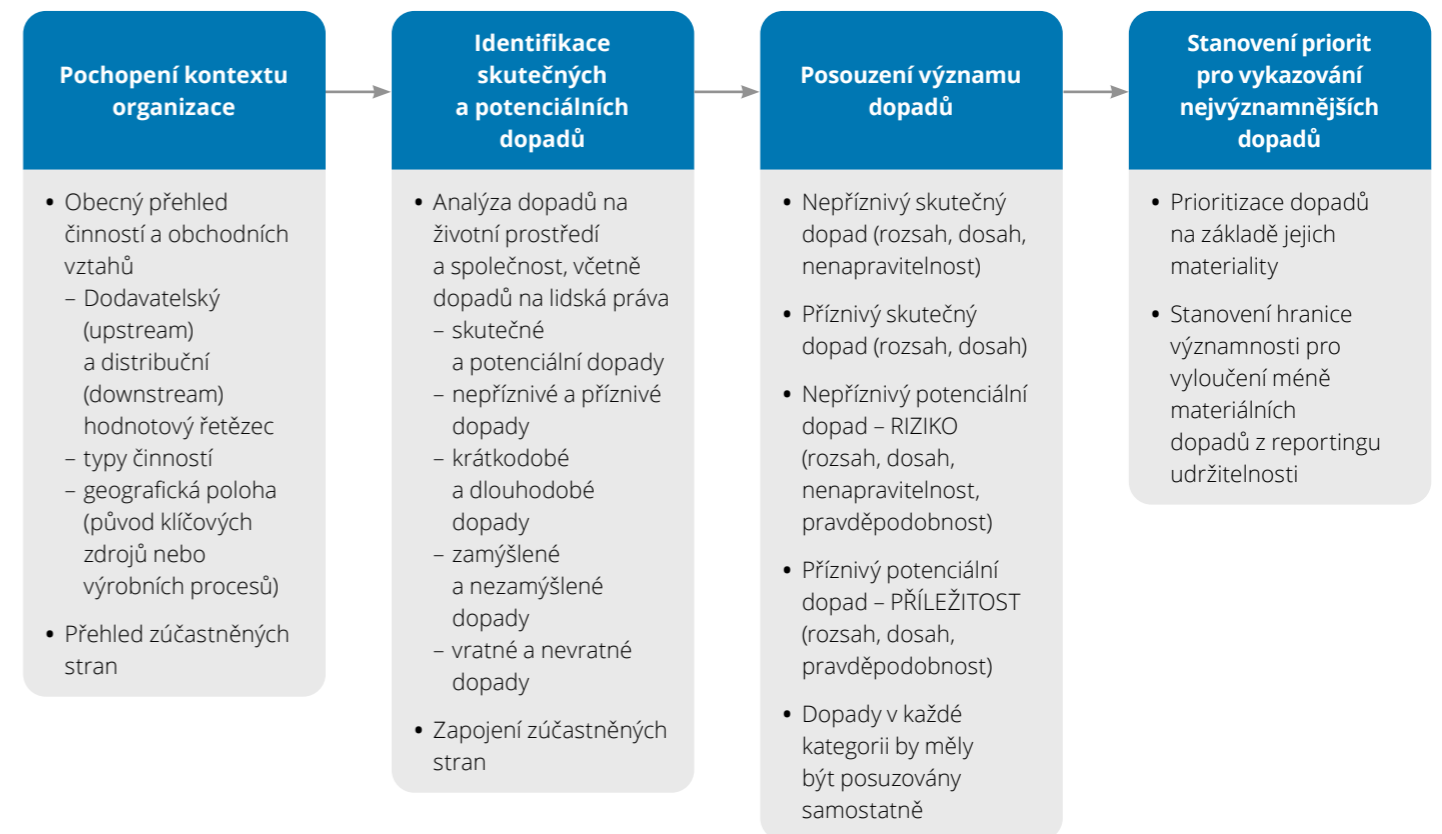 Pochopení kontextu
organizace
• Obecný přehled
činností a obchodních
vztahů
– Dodavatelský
(upstream)
a distribuční
(downstream)
hodnotový řetězec
– typy činností
– geografická poloha
(původ klíčových
zdrojů nebo
výrobních procesů)
• Přehled zúčastněných
stran
Identifikace
skutečných
a potenciálních
dopadů
• Analýza dopadů na
životní prostředí
a společnost, včetně
dopadů na lidská práva
– skutečné
a potenciální dopady
– nepříznivé a příznivé
dopady
– krátkodobé
a dlouhodobé
dopady
– zamýšlené
a nezamýšlené
dopady
– vratné a nevratné
dopady
• Zapojení zúčastněných
stran
Posouzení významu
dopadů
• Nepříznivý skutečný
dopad (rozsah, dosah,
nenapravitelnost)
• Příznivý skutečný
dopad (rozsah, dosah)
• Nepříznivý potenciální
dopad – RIZIKO
(rozsah, dosah,
nenapravitelnost,
pravděpodobnost)
• Příznivý potenciální
dopad – PŘÍLEŽITOST
(rozsah, dosah,
pravděpodobnost)
• Dopady v každé
kategorii by měly
být posuzovány
samostatně
Stanovení priorit
pro vykazování
nejvýznamnějších
dopadů
• Prioritizace dopadů
na základě jejich
materiality
• Stanovení hranice
významnosti pro
vyloučení méně
materiálních
dopadů z reportingu
udržitelnosti